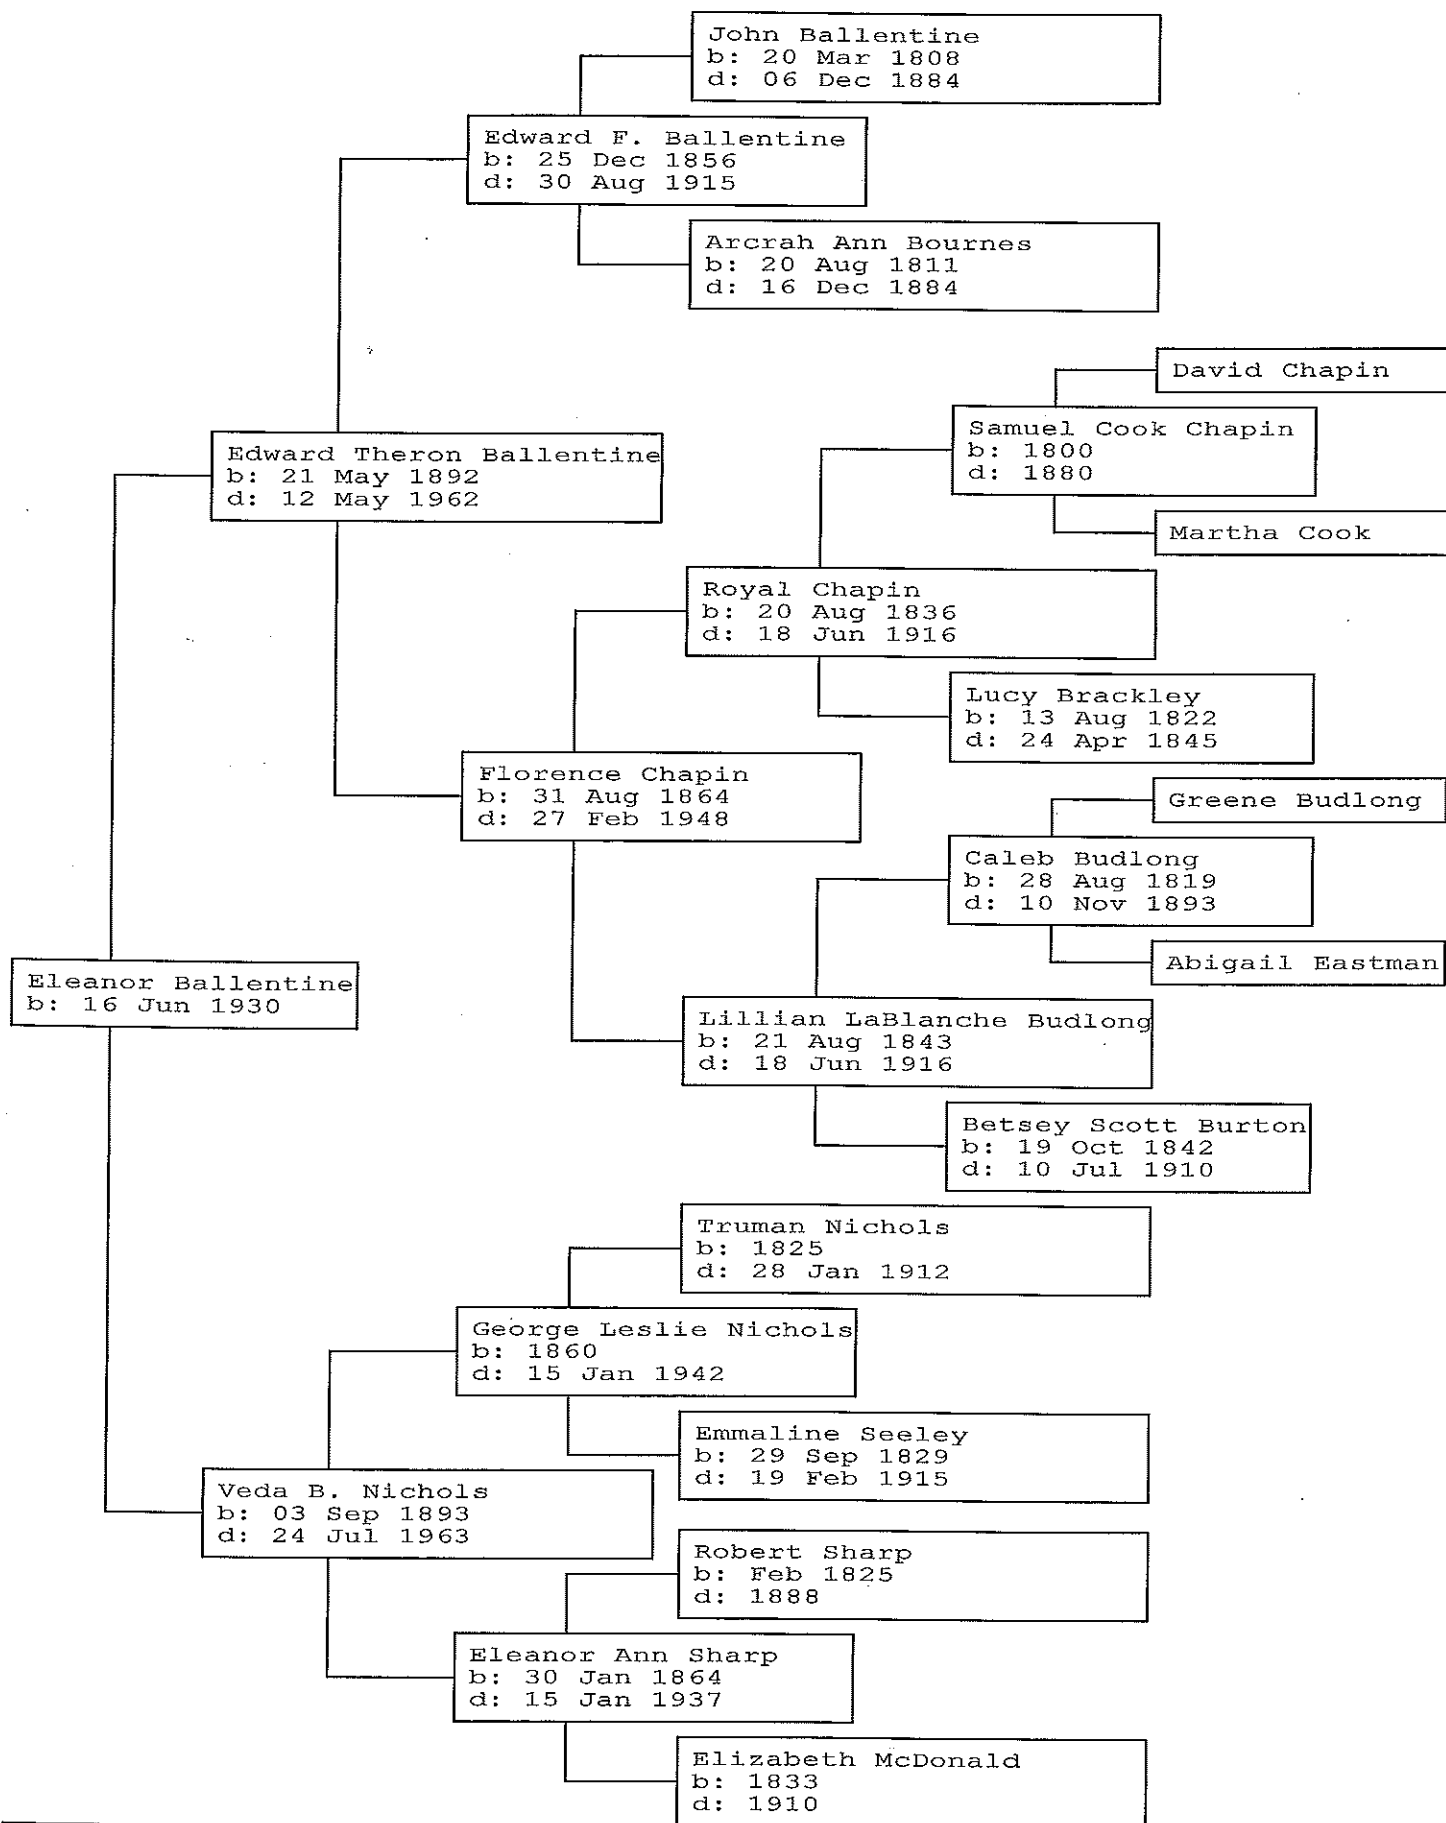 John Ballentine
b: 20 Mar 1808
d: 06 Dec 1884
Edward F. Ballentine
b: 25 Dec 1856
d: 30 Aug 1915
Arcrah Ann Bournes
b: 20 Aug 1811
d: 16 Dec 1884
David Chapin
Samuel Cook Chapin
b: 1800
d: 1880
Edward Theron Ballentine
b: 21 May 1892
d: 12 May 1962
Martha Cook
Royal Chapin
b: 20 Aug 1836
d: 18 Jun 1916
Lucy Brackley
b: 13 Aug 1822
d: 24 Apr 1845
Florence Chapin
b: 31 Aug 1864
d: 27 Feb 1948
Greene Budlong
Caleb Budlong
b: 28 Aug 1819
d: 10 Nov 1893
Abigail Eastman
Eleanor Ballentine
b: 16 Jun 1930
Lillian LaBlanche Budlong
b: 21 Aug 1843
d: 18 Jun 1916
Betsey Scott Burton
b: 19 Oct 1842
d: 10 Jul 1910
Truman Nichols
b: 1825
d: 28 Jan 1912
George Leslie Nichols
b: 1860
d: 15 Jan 1942
Emmaline Seeley
b: 29 Sep 1829
d: 19 Feb 1915
Veda B. Nichols
b: 03 Sep 1893
d: 24 Jul 1963
Robert Sharp
b: Feb 1825
d: 1888
Eleanor Ann Sharp
b: 30 Jan 1864
d: 15 Jan 1937
Elizabeth McDonald
b: 1833
d: 1910